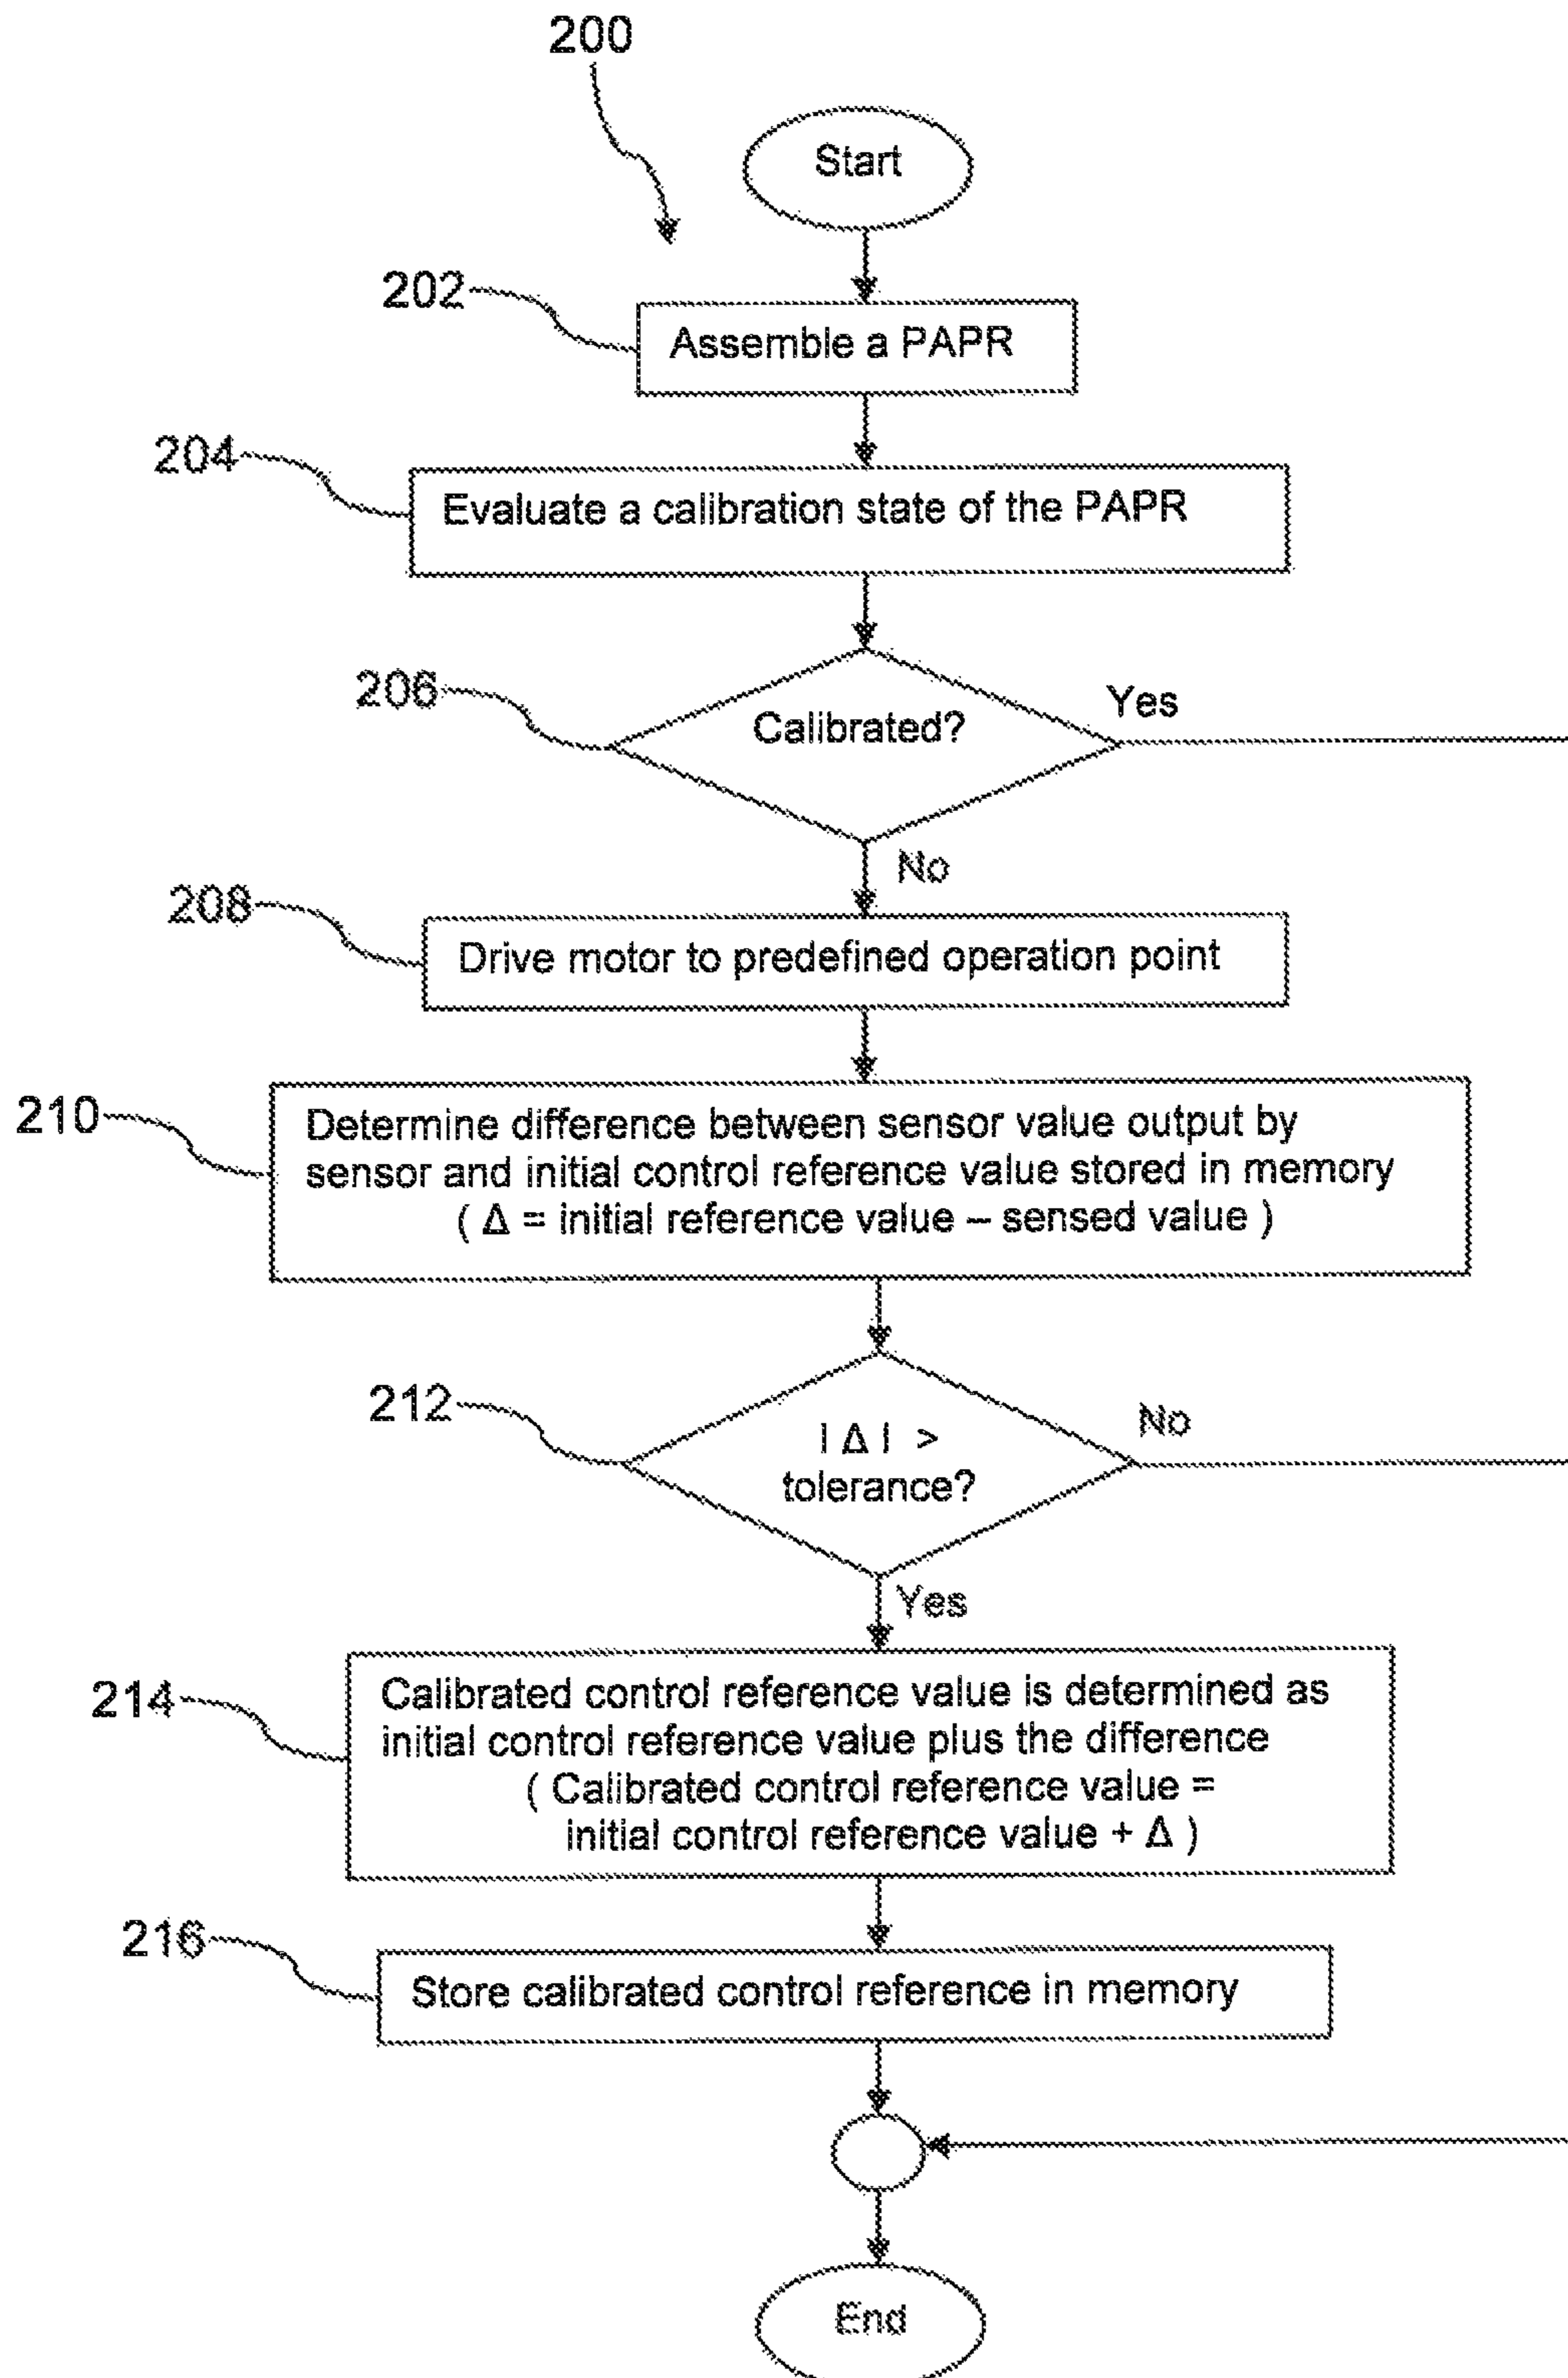 200
Start
202
Assemble a PAPR
204
Evaluate a calibration state of the PAPR
206
Calibrated?
Yes
No
208
Drive motor to predefined operation point
210
Determine difference between sensor value output by
sensor and initial control reference value stored in memory
( Δ = initial reference value – sensed value )
212
| Δ | >
tolerance?
No
Yes
214
Calibrated control reference value is determined as
initial control reference value plus the difference
( Calibrated control reference value =
initial control reference value + Δ )
216
Store calibrated control reference in memory
End